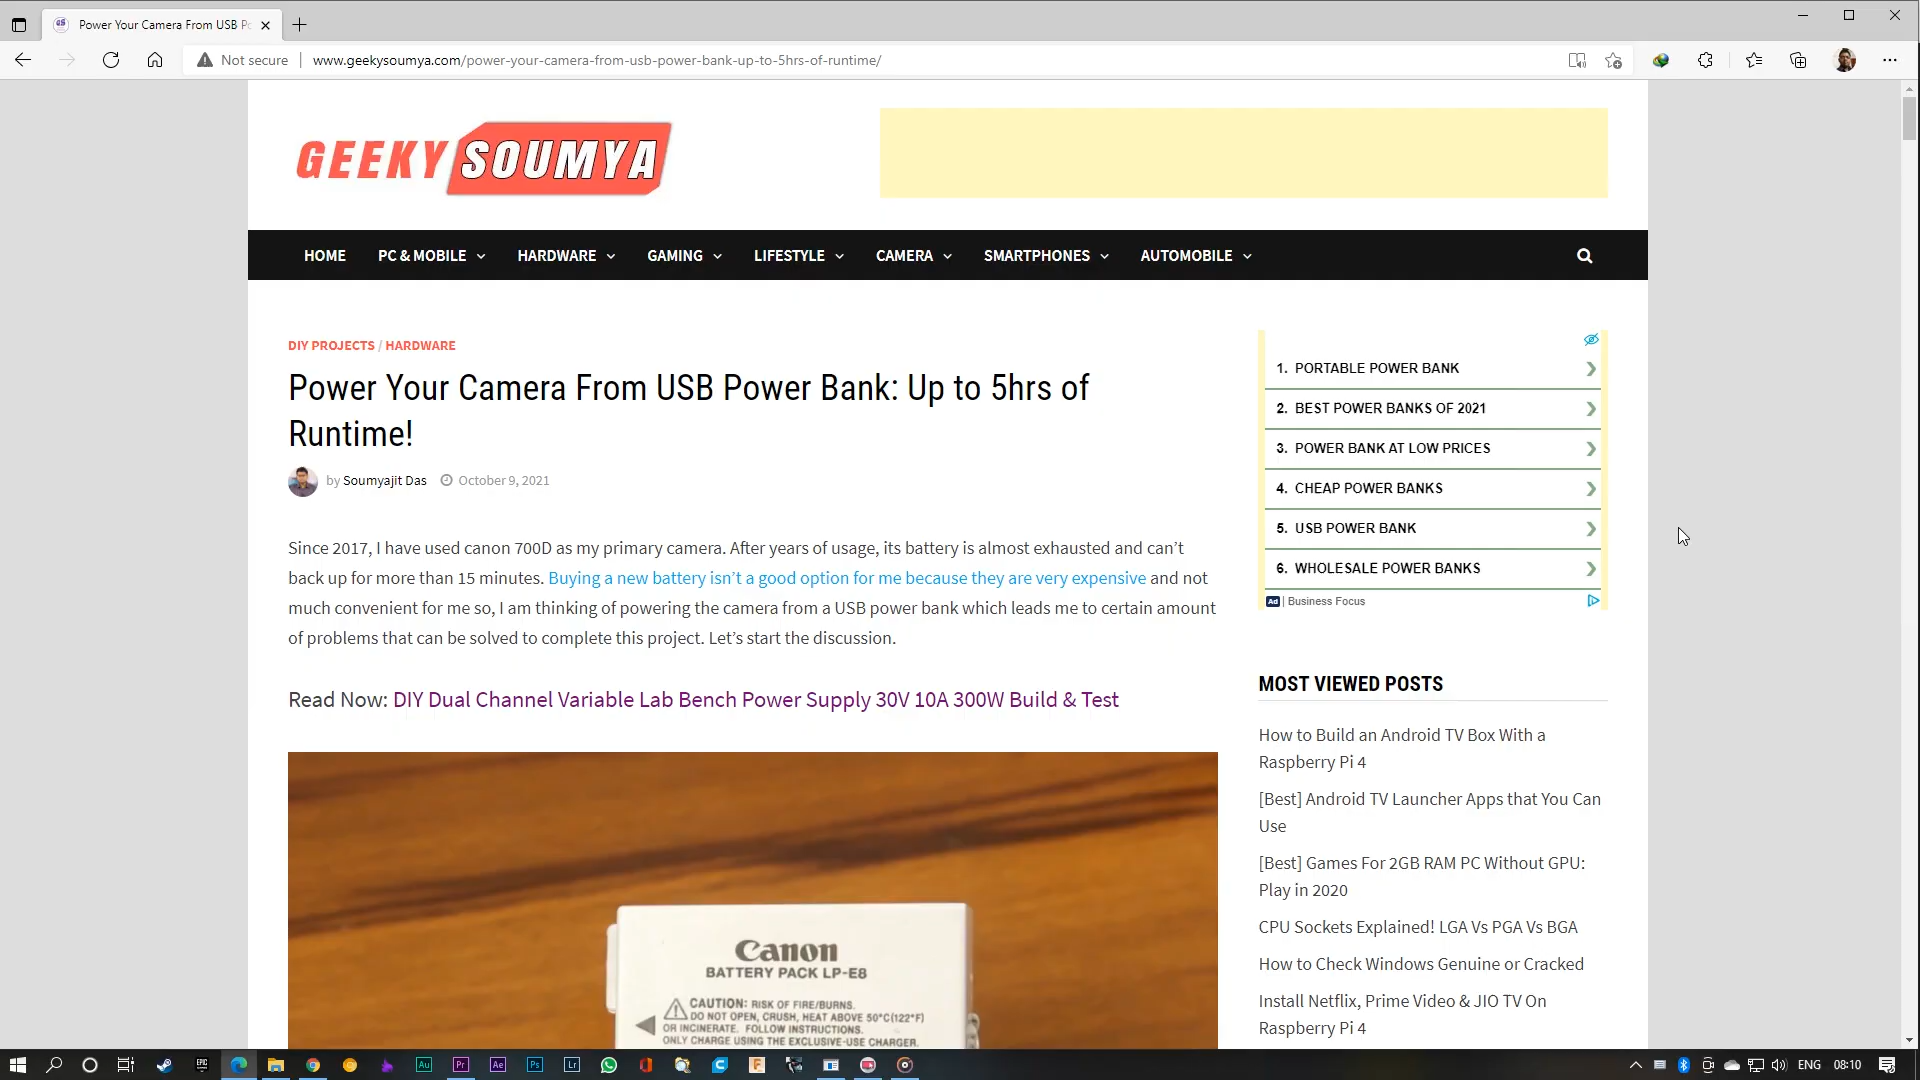 Power Your Camera From USB Po
Not secure
www.geekysoumya.com/power-your-camera-from-usb-power-bank-up-to-5hrs-of-runtime/
GEEKY SOUMYA
HOME PC & MOBILE HARDWARE GAMING LIFESTYLE CAMERA SMARTPHONES AUTOMOBILE
DIY PROJECTS / HARDWARE
Power Your Camera From USB Power Bank: Up to 5hrs of
Runtime!
by Soumyajit Das October 9, 2021
Since 2017, I have used canon 700D as my primary camera. After years of usage, its battery is almost exhausted and can’t
back up for more than 15 minutes. Buying a new battery isn’t a good option for me because they are very expensive and not
much convenient for me so, I am thinking of powering the camera from a USB power bank which leads me to certain amount
of problems that can be solved to complete this project. Let’s start the discussion.
Read Now: DIY Dual Channel Variable Lab Bench Power Supply 30V 10A 300W Build & Test
Canon
BATTERY PACK LP-E8
CAUTION: RISK OF FIRE/BURNS.
DO NOT OPEN, CRUSH, HEAT ABOVE 50°C(122°F)
OR INCINERATE. FOLLOW INSTRUCTIONS.
ONLY CHARGE USING THE EXCLUSIVE-USE CHARGER.
1. PORTABLE POWER BANK
2. BEST POWER BANKS OF 2021
3. POWER BANK AT LOW PRICES
4. CHEAP POWER BANKS
5. USB POWER BANK
6. WHOLESALE POWER BANKS
Ad | Business Focus
MOST VIEWED POSTS
How to Build an Android TV Box With a
Raspberry Pi 4
[Best] Android TV Launcher Apps that You Can
Use
[Best] Games For 2GB RAM PC Without GPU:
Play in 2020
CPU Sockets Explained! LGA Vs PGA Vs BGA
How to Check Windows Genuine or Cracked
Install Netflix, Prime Video & JIO TV On
Raspberry Pi 4
EPIC Au Pr Ae Ps Lr
ENG 08:10